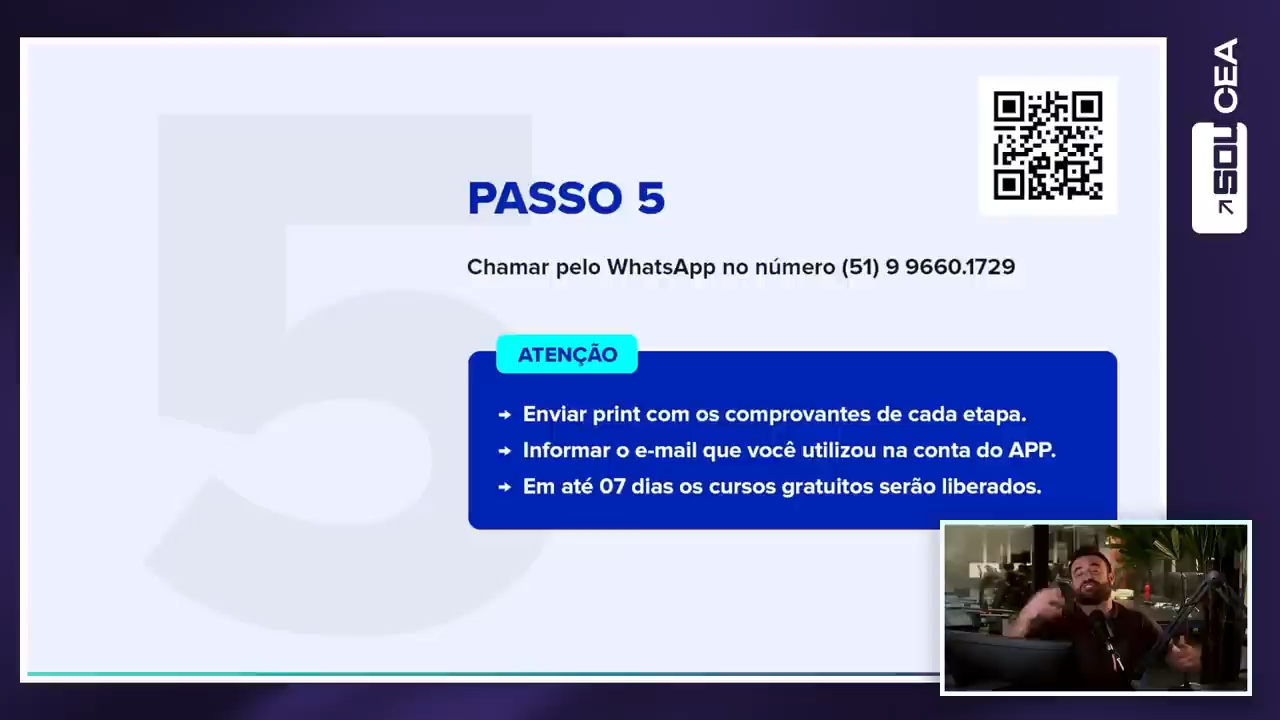 PASSO 5
Chamar pelo WhatsApp no número (51) 9 9660.1729
ATENÇÃO
Enviar print com os comprovantes de cada etapa.
Informar o e-mail que você utilizou na conta do APP.
Em até 07 dias os cursos gratuitos serão liberados.
5
SOU CEA